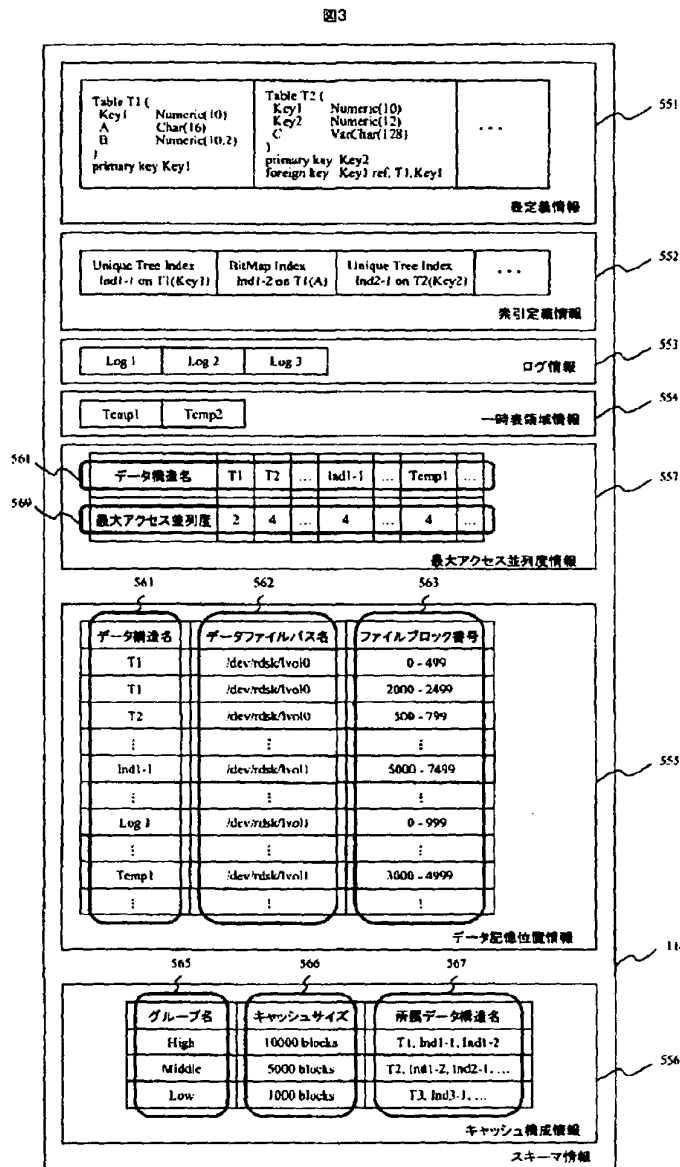 図3
Table T1 {
Key1 Numeric(10)
A Char(16)
B Numeric(10,2)
}
primary key Key1
Table T2 {
Key1 Numeric(10)
Key2 Numeric(12)
C VarChar(128)
}
primary key Key2
foreign key Key1 ref. T1.Key1
...
表定義情報
551
Unique Tree Index
Ind1-1 on T1(Key1)
BitMap Index
Ind1-2 on T1(A)
Unique Tree Index
Ind2-1 on T2(Key2)
...
索引定義情報
552
Log 1 Log 2 Log 3
ログ情報
553
Temp1 Temp2
一時表領域情報
554
561
データ構造名 T1 T2 ... Ind1-1 ... Temp1 ...
569
最大アクセス並列度 2 4 ... 4 ... 4 ...
最大アクセス並列度情報
557
561 562 563
データ構造名 データファイルパス名 ファイルブロック番号
T1 /dev/rdsk/lvol0 0 - 499
T1 /dev/rdsk/lvol0 2000 - 2499
T2 /dev/rdsk/lvol0 500 - 799
⋮ ⋮ ⋮
Ind1-1 /dev/rdsk/lvol1 5000 - 7499
⋮ ⋮ ⋮
Log 1 /dev/rdsk/lvol1 0 - 999
⋮ ⋮ ⋮
Temp1 /dev/rdsk/lvol1 3000 - 4999
⋮ ⋮ ⋮
データ記憶位置情報
555
565 566 567
グループ名 キャッシュサイズ 所属データ構造名
High 10000 blocks T1, Ind1-1, Ind1-2
Middle 5000 blocks T2, Ind1-2, Ind2-1, ...
Low 1000 blocks T3, Ind3-1, ...
キャッシュ構成情報
556
スキーマ情報